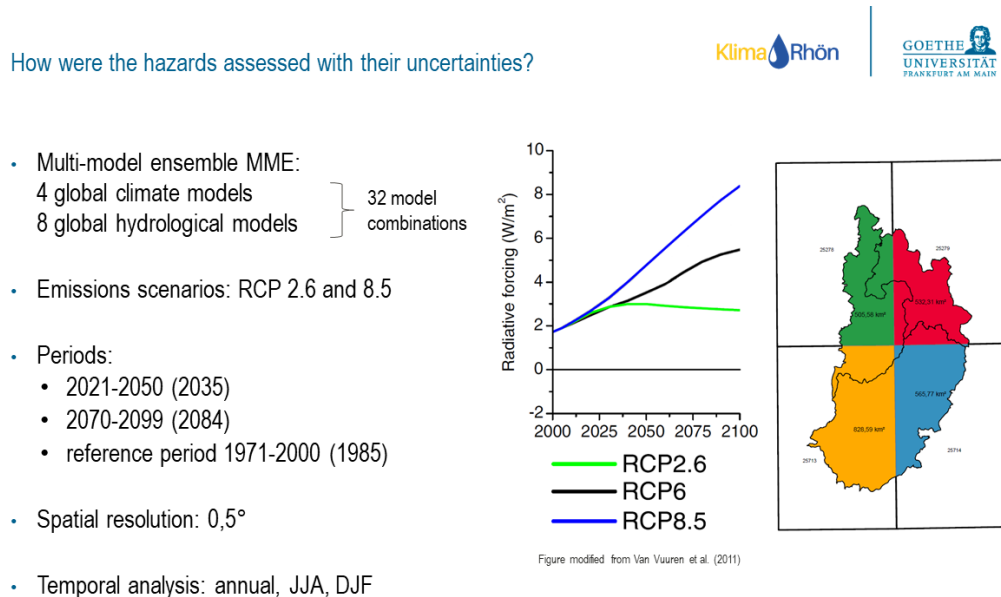 How were the hazards assessed with their uncertainties?
Klima Rhön
GOETHE
UNIVERSITÄT
FRANKFURT AM MAIN
• Multi-model ensemble MME:
4 global climate models
8 global hydrological models
32 model
combinations
• Emissions scenarios: RCP 2.6 and 8.5
• Periods:
• 2021-2050 (2035)
• 2070-2099 (2084)
• reference period 1971-2000 (1985)
• Spatial resolution: 0,5°
• Temporal analysis: annual, JJA, DJF
Radiative forcing (W/m²)
10
8
6
4
2
0
-2
2000 2025 2050 2075 2100
RCP2.6
RCP6
RCP8.5
Figure modified from Van Vuuren et al. (2011)
25278
25279
505,58 km²
565,77 km²
828,59 km²
25713
25714